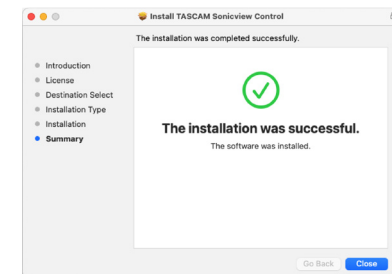 Install TASCAM Sonicview Control
The installation was completed successfully.
Introduction
License
Destination Select
Installation Type
Installation
Summary
The installation was successful.
The software was installed.
Go Back
Close